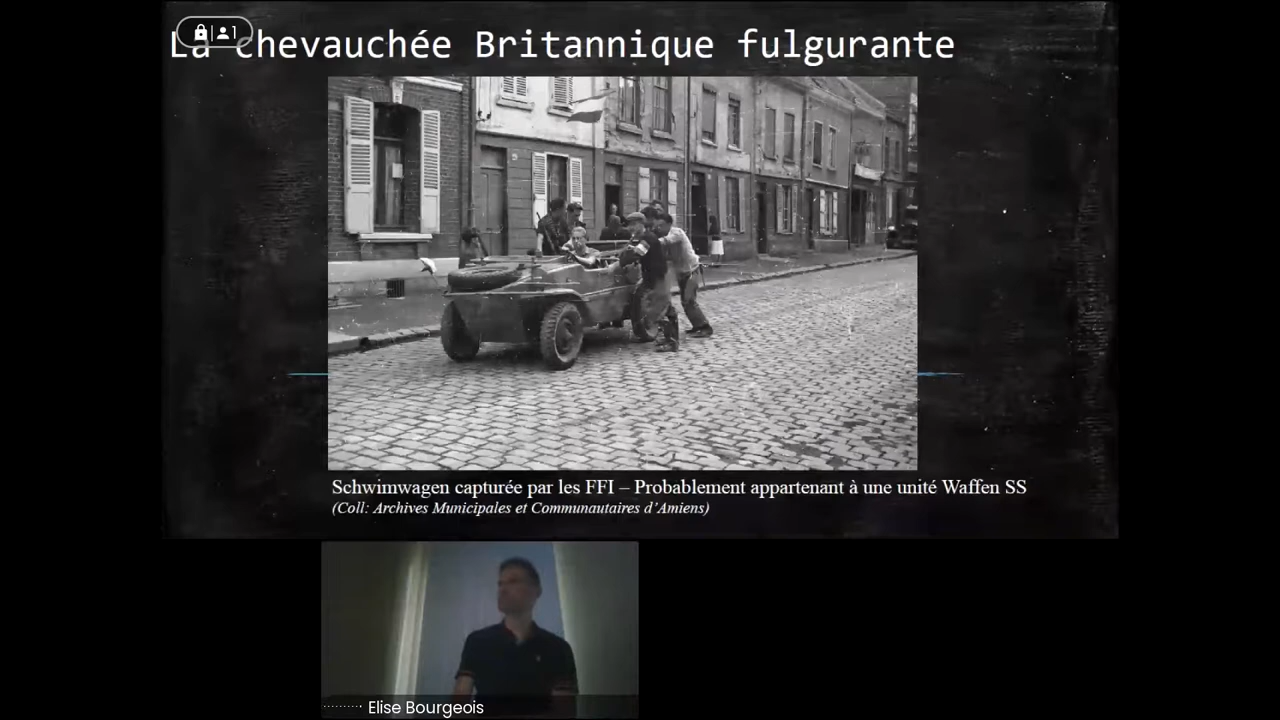 La Chevauchée Britannique fulgurante
1
Schwimwagen capturée par les FFI – Probablement appartenant à une unité Waffen SS
(Coll: Archives Municipales et Communautaires d'Amiens)
Elise Bourgeois